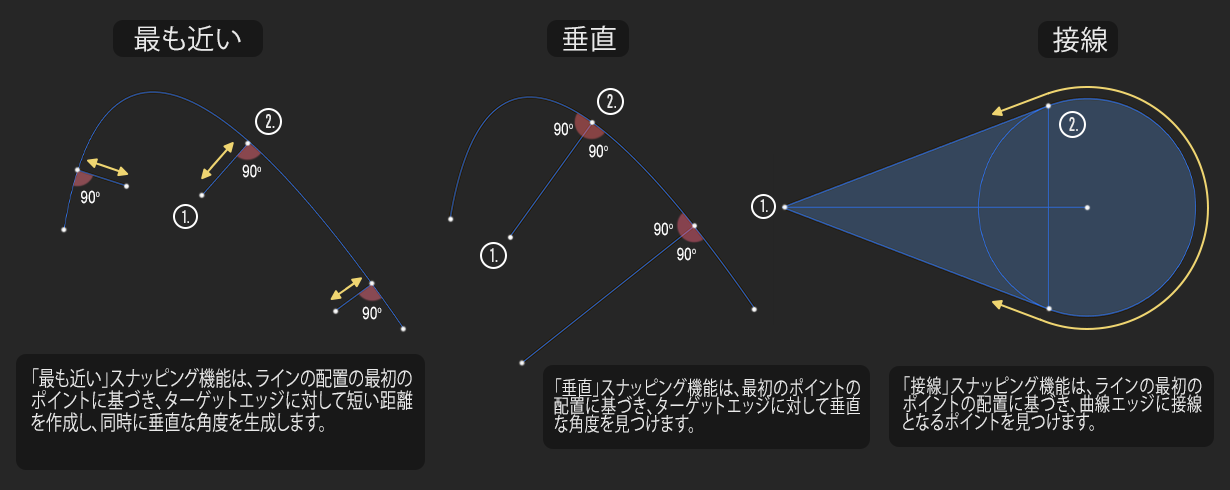 最も近い
2.
90°
1.
90°
90°
「最も近い」スナッピング機能は、ラインの配置の最初の
ポイントに基づき、ターゲットエッジに対して短い距離
を作成し、同時に垂直な角度を生成します。
垂直
2.
90°
90°
1.
90°
90°
「垂直」スナッピング機能は、最初のポイントの
配置に基づき、ターゲットエッジに対して垂直
な角度を見つけます。
接線
2.
1.
「接線」スナッピング機能は、ラインの最初の
ポイントの配置に基づき、曲線エッジに接線
となるポイントを見つけます。